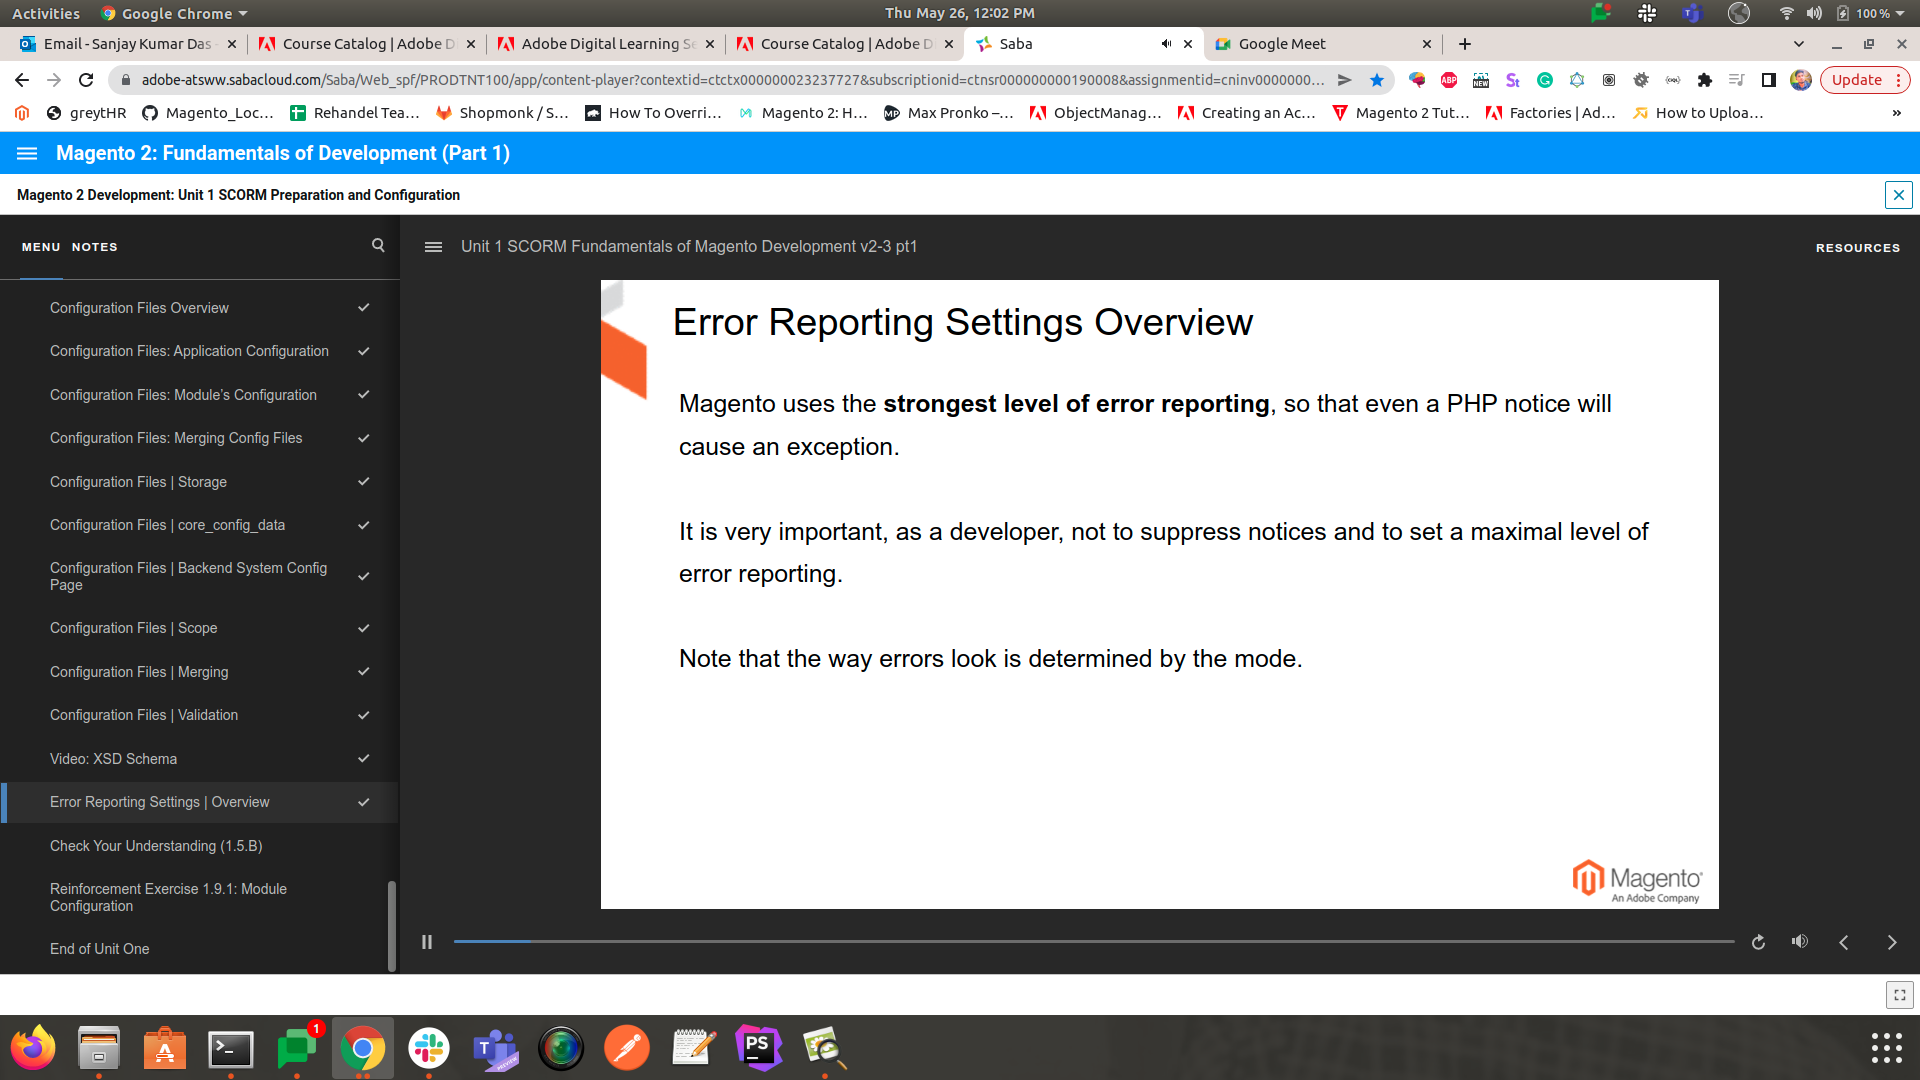 Activities Google Chrome Thu May 26, 12:02 PM 100 %
Email - Sanjay Kumar Das - Course Catalog | Adobe D Adobe Digital Learning Se Course Catalog | Adobe D Saba Google Meet
adobe-atsww.sabacloud.com/Saba/Web_spf/PRODTNT100/app/content-player?contextid=ctctx000000023237727&subscriptionid=ctnsr000000000190008&assignmentid=cninv0000000... ABP NEW St Update
greytHR Magento_Loc... Rehandel Tea... Shopmonk / S... How To Overri... Magento 2: H... Max Pronko –... ObjectManag... Creating an Ac... Magento 2 Tut... Factories | Ad... How to Uploa... »
Magento 2: Fundamentals of Development (Part 1)
Magento 2 Development: Unit 1 SCORM Preparation and Configuration
MENU NOTES
Unit 1 SCORM Fundamentals of Magento Development v2-3 pt1
RESOURCES
Configuration Files Overview
Configuration Files: Application Configuration
Configuration Files: Module's Configuration
Configuration Files: Merging Config Files
Configuration Files | Storage
Configuration Files | core_config_data
Configuration Files | Backend System Config
Page
Configuration Files | Scope
Configuration Files | Merging
Configuration Files | Validation
Video: XSD Schema
Error Reporting Settings | Overview
Check Your Understanding (1.5.B)
Reinforcement Exercise 1.9.1: Module
Configuration
End of Unit One
Error Reporting Settings Overview
Magento uses the strongest level of error reporting, so that even a PHP notice will
cause an exception.
It is very important, as a developer, not to suppress notices and to set a maximal level of
error reporting.
Note that the way errors look is determined by the mode.
Magento
An Adobe Company
1
PS